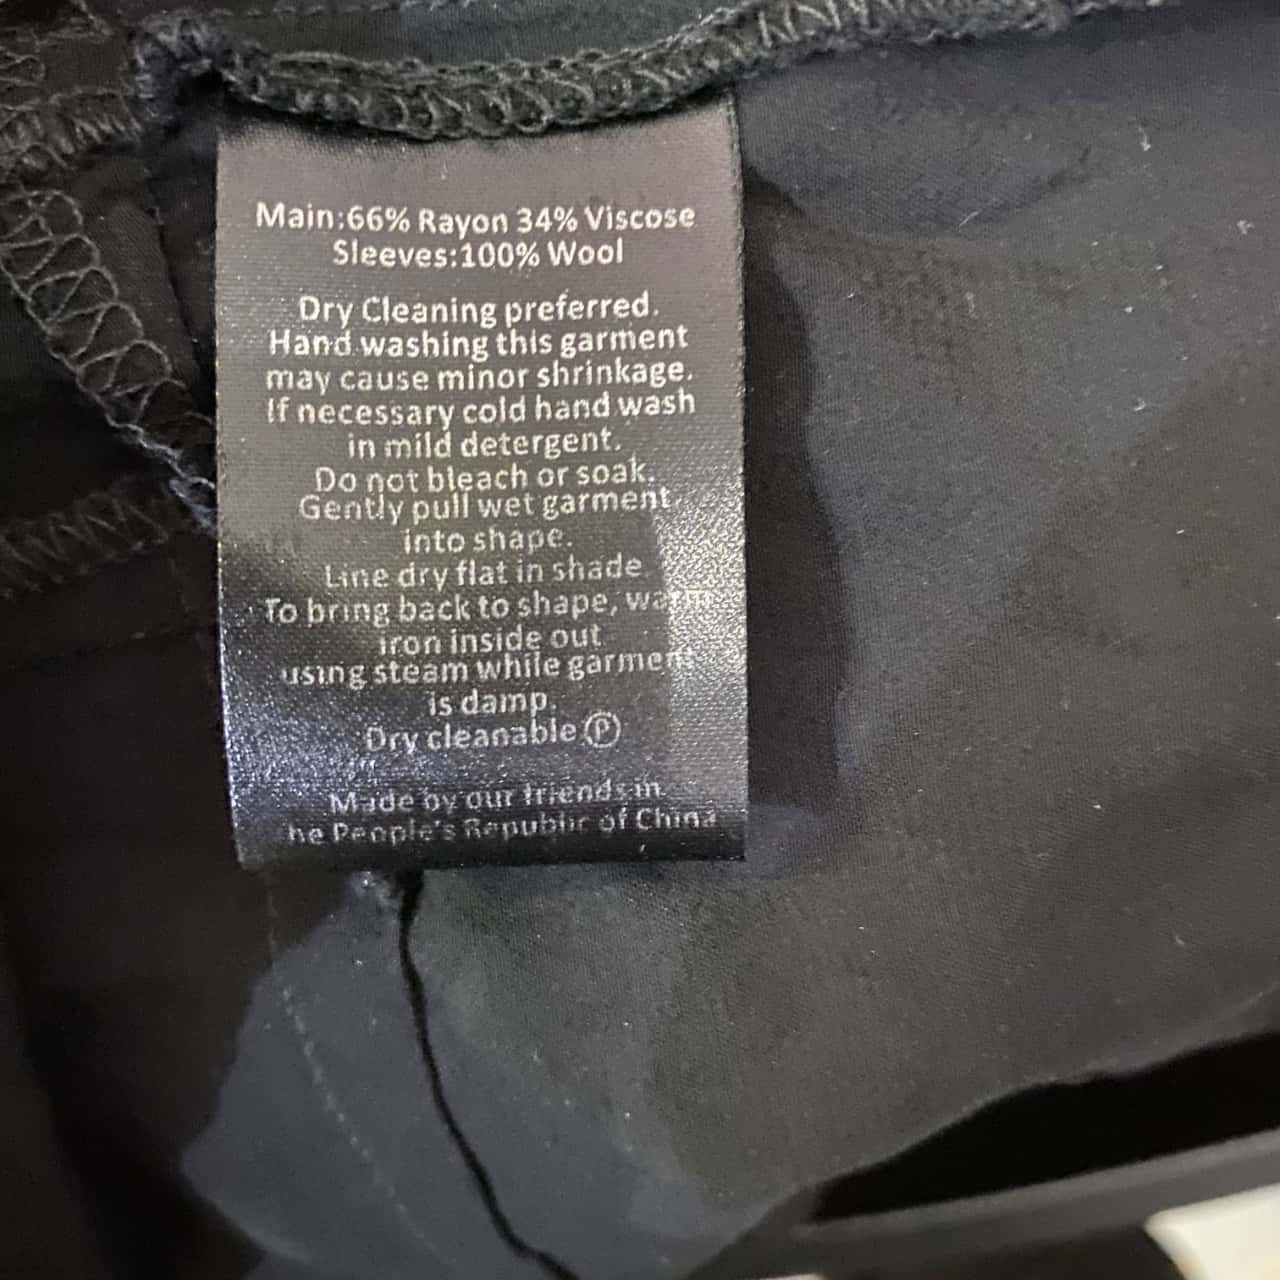 Main:66% Rayon 34% Viscose
Sleeves:100% Wool
Dry Cleaning preferred.
Hand washing this garment
may cause minor shrinkage.
If necessary cold hand wash
in mild detergent.
Do not bleach or soak.
Gently pull wet garment
into shape.
Line dry flat in shade.
To bring back to shape, warm
iron inside out
using steam while garment
is damp.
Dry cleanable Ⓟ
Made by our friends in
he People's Republic of China